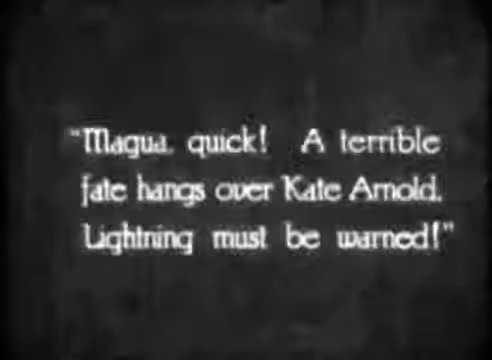 "Magua, quick! A terrible
fate hangs over Kate Arnold.
Lightning must be warned!"